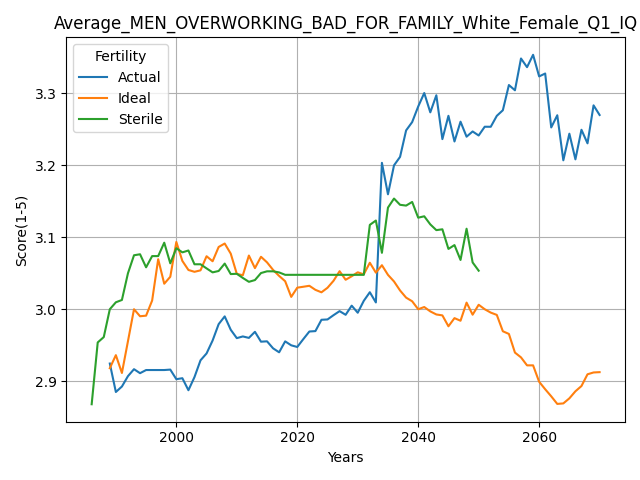 Average_MEN_OVERWORKING_BAD_FOR_FAMILY_White_Female_Q1_IQ
Fertility
Actual
Ideal
Sterile
Score(1-5)
3.3
3.2
3.1
3.0
2.9
2000
2020
2040
2060
Years